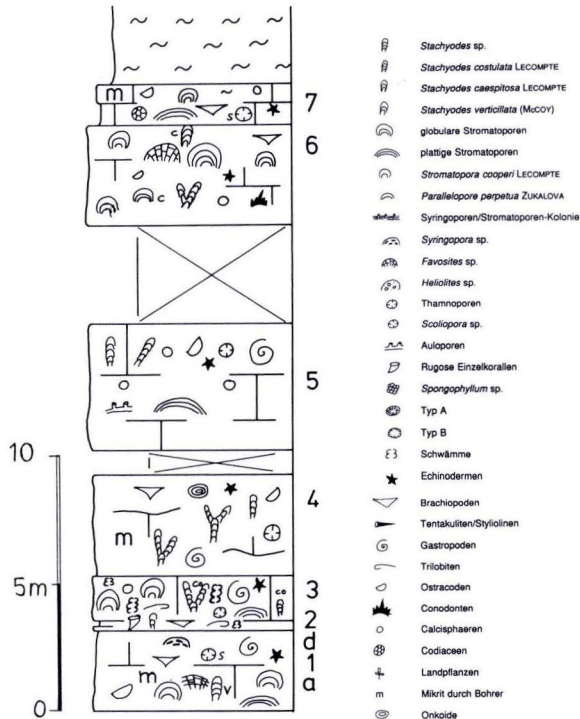 m
7
s
6
c
c
5
10
4
m
5m
3
co
co
2
d
s
1
m
a
v
0
Stachyodes sp.
Stachyodes costulata LECOMPTE
Stachyodes caespitosa LECOMPTE
Stachyodes verticillata (McCOY)
globulare Stromatoporen
plattige Stromatoporen
Stromatopora cooperi LECOMPTE
Parallelopore perpetua ZUKALOVA
Syringoporen/Stromatoporen-Kolonie
Syringopora sp.
Favosites sp.
Heliolites sp.
Thamnoporen
Scoliopora sp.
Auloporen
Rugose Einzelkorallen
Spongophyllum sp.
Typ A
Typ B
Schwämme
Echinodermen
Brachiopoden
Tentakuliten/Styliolinen
Gastropoden
Trilobiten
Ostracoden
Conodonten
Calcisphaeren
Codiaceen
Landpflanzen
m Mikrit durch Bohrer
Onkoide